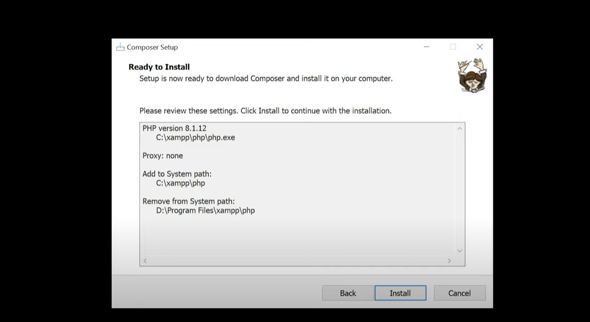 Composer Setup
Ready to Install
Setup is now ready to download Composer and install it on your computer.
Please review these settings. Click Install to continue with the installation.
PHP version 8.1.12
C:\xampp\php\php.exe
Proxy: none
Add to System path:
C:\xampp\php
Remove from System path:
D:\Program Files\xampp\php
Back
Install
Cancel